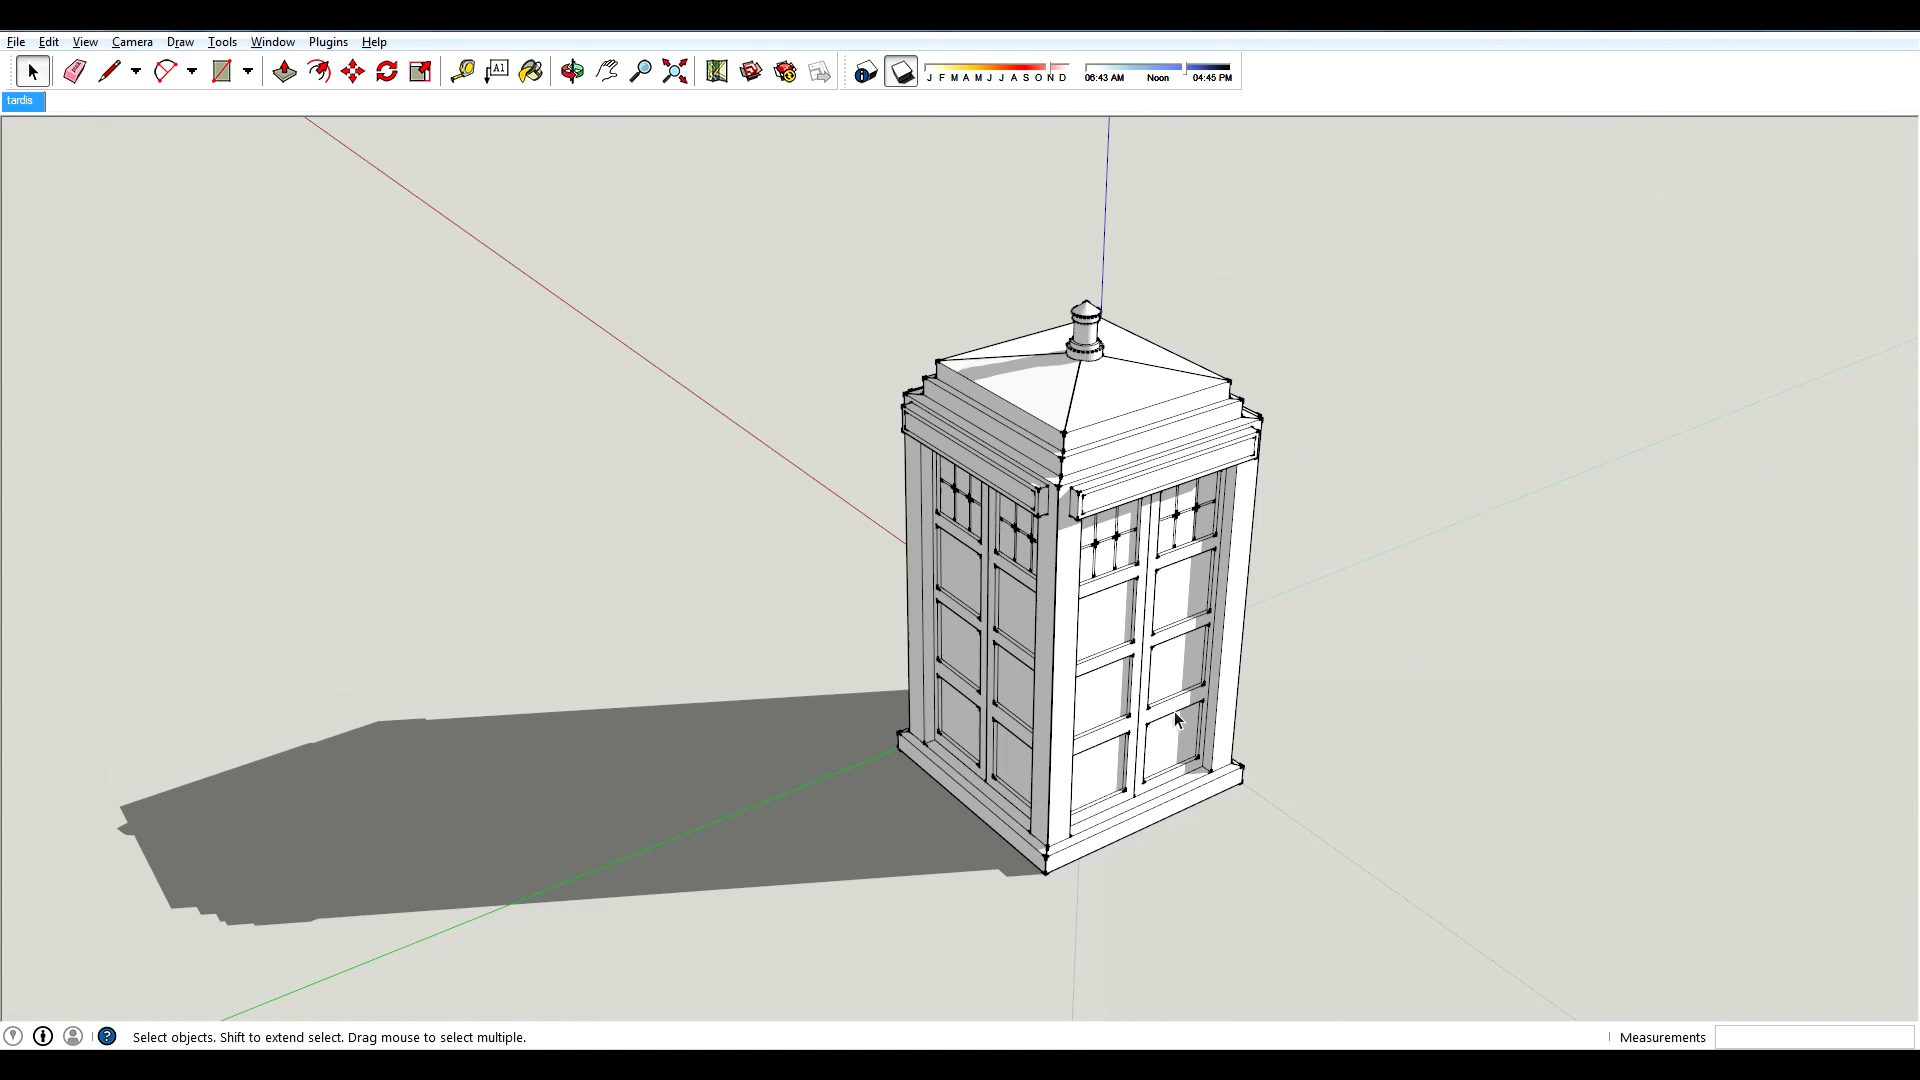 File Edit View Camera Draw Tools Window Plugins Help
A1
J F M A M J J A S O N D
06:43 AM Noon 04:45 PM
tardis
Select objects. Shift to extend select. Drag mouse to select multiple.
Measurements